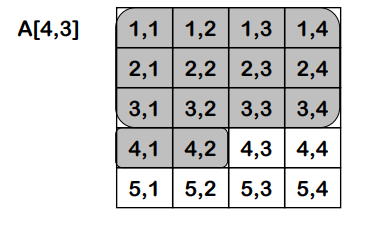 A[4,3] 1,1 1,2 1,3 1,4
2,1 2,2 2,3 2,4
3,1 3,2 3,3 3,4
4,1 4,2 4,3 4,4
5,1 5,2 5,3 5,4